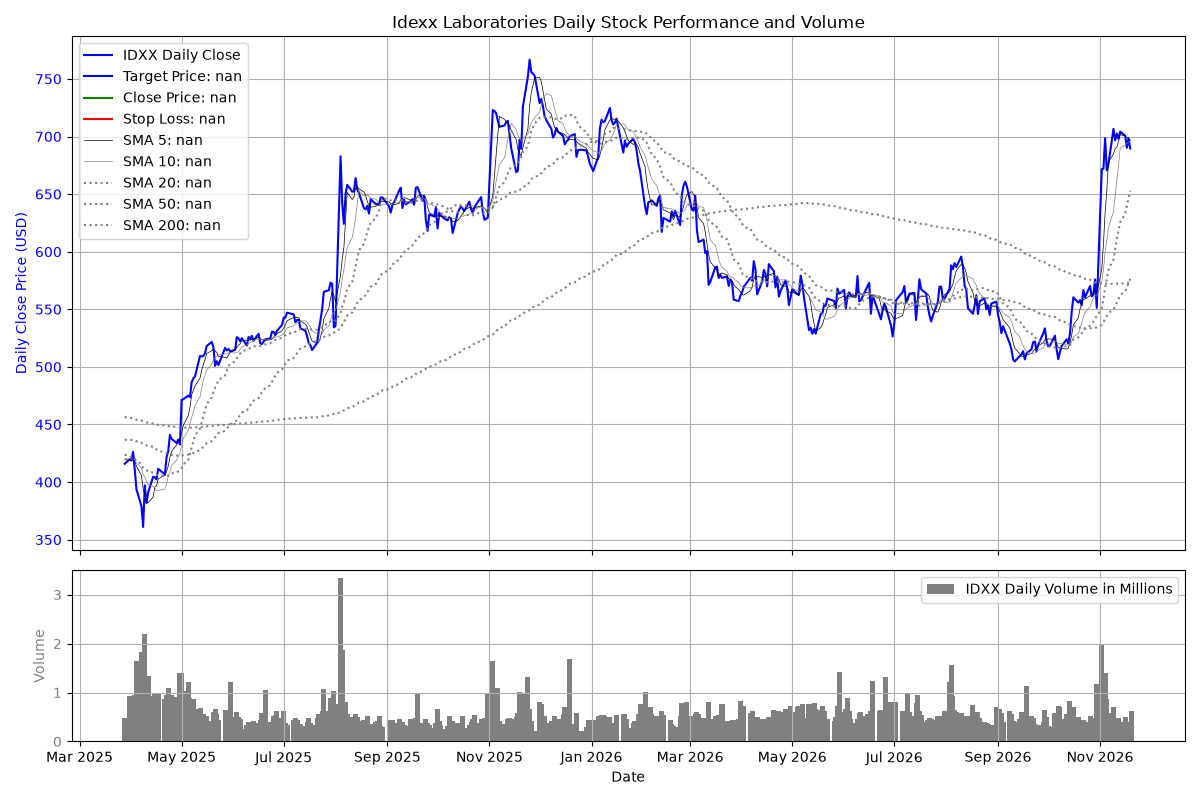 Idexx Laboratories Daily Stock Performance and Volume
IDXX Daily Close
Target Price: nan
Close Price: nan
Stop Loss: nan
SMA 5: nan
SMA 10: nan
SMA 20: nan
SMA 50: nan
SMA 200: nan
Daily Close Price (USD)
750
700
650
600
550
500
450
400
350
IDXX Daily Volume in Millions
Volume
3
2
1
0
Mar 2025 May 2025 Jul 2025 Sep 2025 Nov 2025 Jan 2026 Mar 2026 May 2026 Jul 2026 Sep 2026 Nov 2026
Date